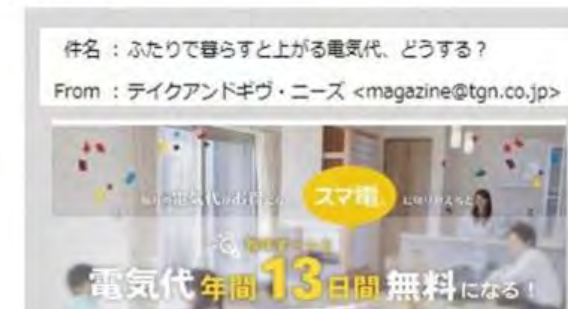 件名 : ふたりで暮らすと上がる電気代、どうする?
From : テイクアンドギヴ・ニーズ <magazine@tgn.co.jp>
スマ電
電気代年間13日間無料になる!